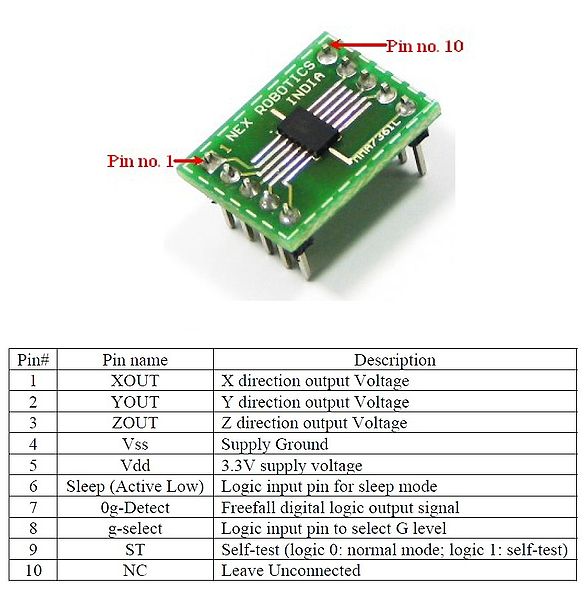 Pin no. 10
NEX ROBOTICS
INDIA
1
Pin no. 1
MMA7361L
Pin# Pin name Description
1 XOUT X direction output Voltage
2 YOUT Y direction output Voltage
3 ZOUT Z direction output Voltage
4 Vss Supply Ground
5 Vdd 3.3V supply voltage
6 Sleep (Active Low) Logic input pin for sleep mode
7 0g-Detect Freefall digital logic output signal
8 g-select Logic input pin to select G level
9 ST Self-test (logic 0: normal mode; logic 1: self-test)
10 NC Leave Unconnected